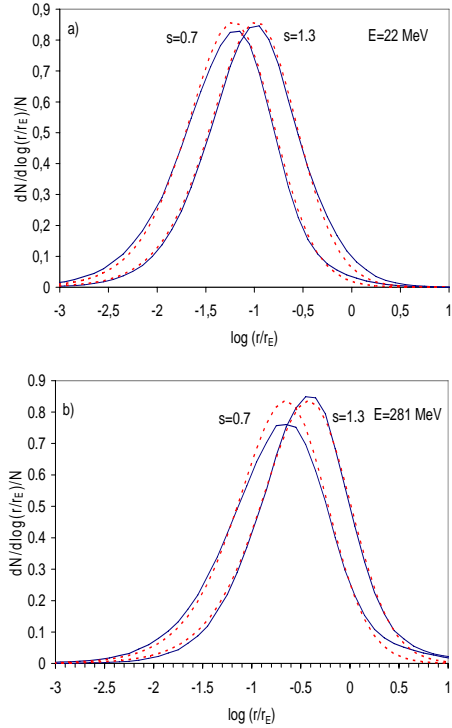 a)
s=0.7
s=1.3
E=22 MeV
dN/dlog(r/rE)/N
0,9
0,8
0,7
0,6
0,5
0,4
0,3
0,2
0,1
0
-3 -2,5 -2 -1,5 -1 -0,5 0 0,5 1
log (r/rE)
b)
s=0.7
s=1.3
E=281 MeV
dN/dlog(r/rE)/N
0.9
0.8
0.7
0.6
0.5
0.4
0.3
0.2
0.1
0
-3 -2.5 -2 -1.5 -1 -0.5 0.0 0.5 1
log (r/rE)